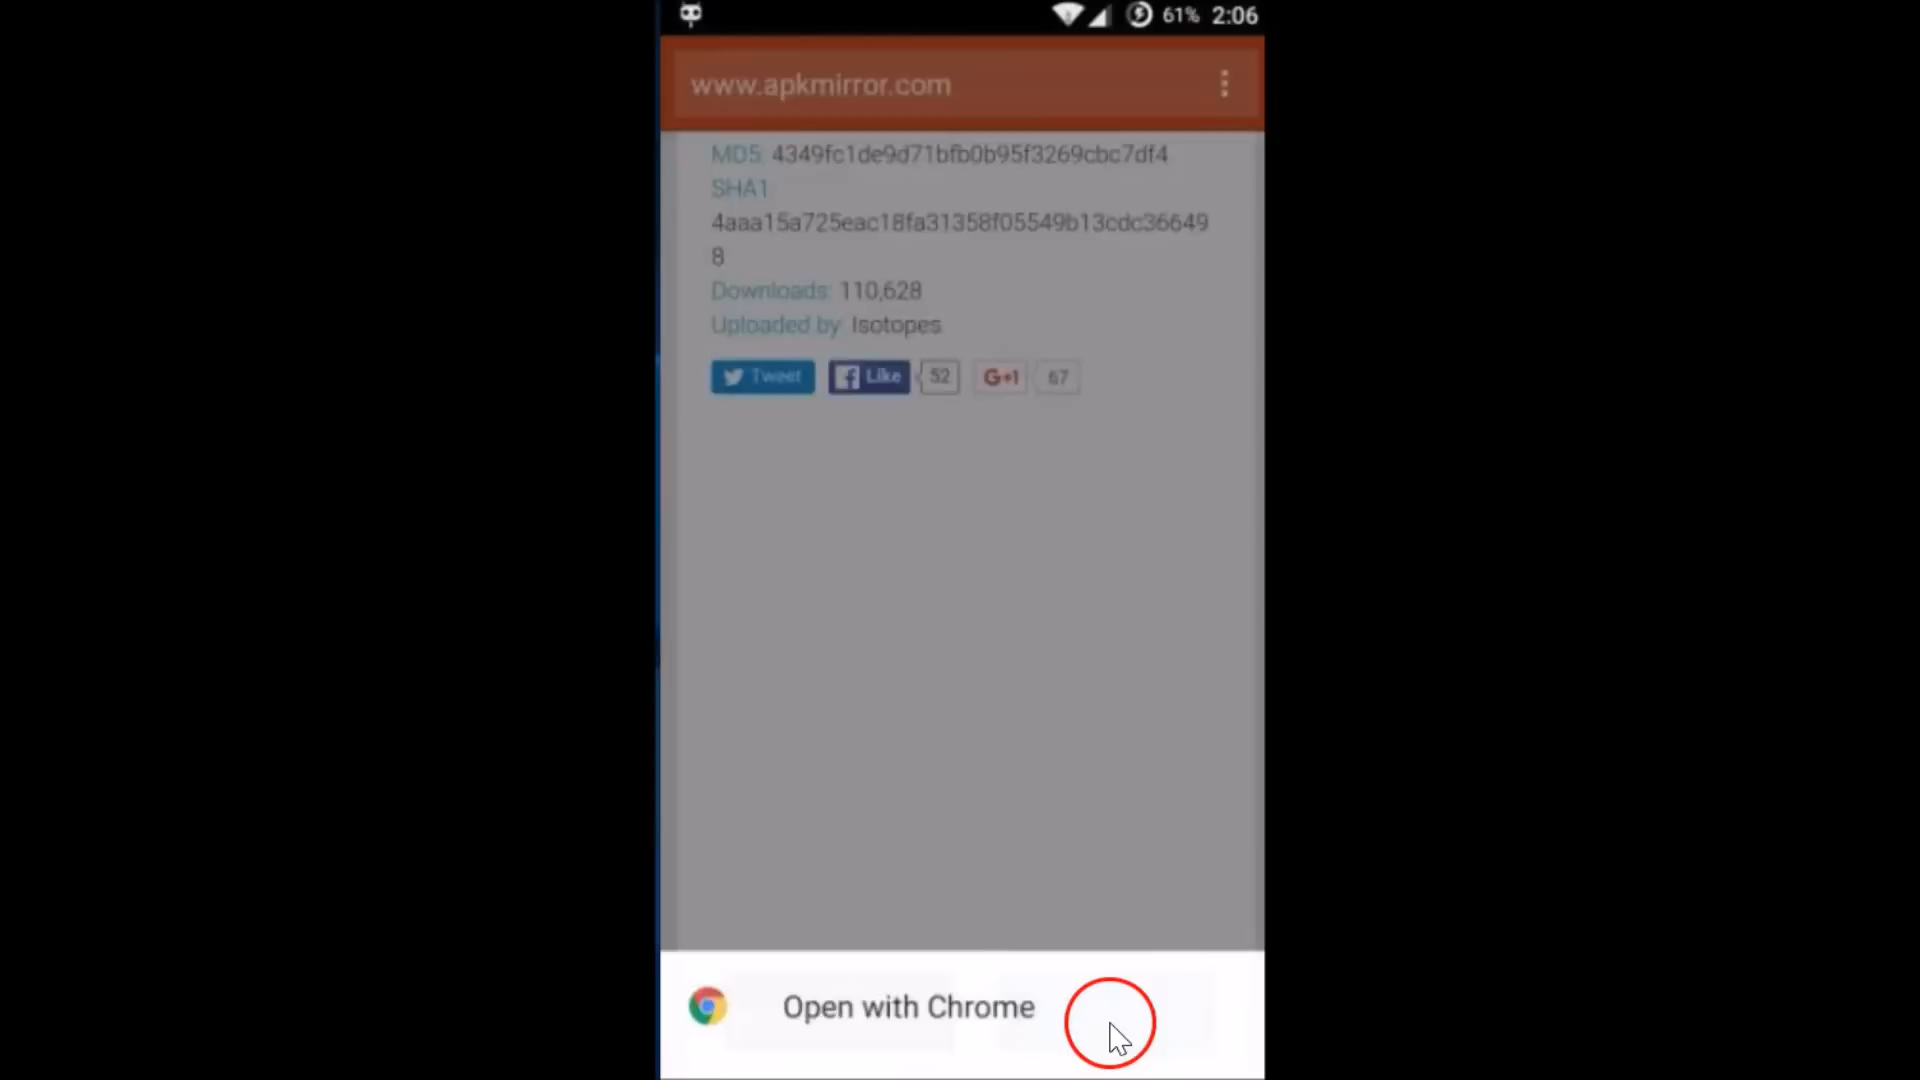 61% 2:06
www.apkmirror.com
MD5: 4349fc1de9d71bfb0b95f3269cbc7df4
SHA1:
4aaa15a725eac18fa31358f05549b13cdc36649
8
Downloads: 110,628
Uploaded by: Isotopes
Tweet Like 52 G+1 67
Open with Chrome